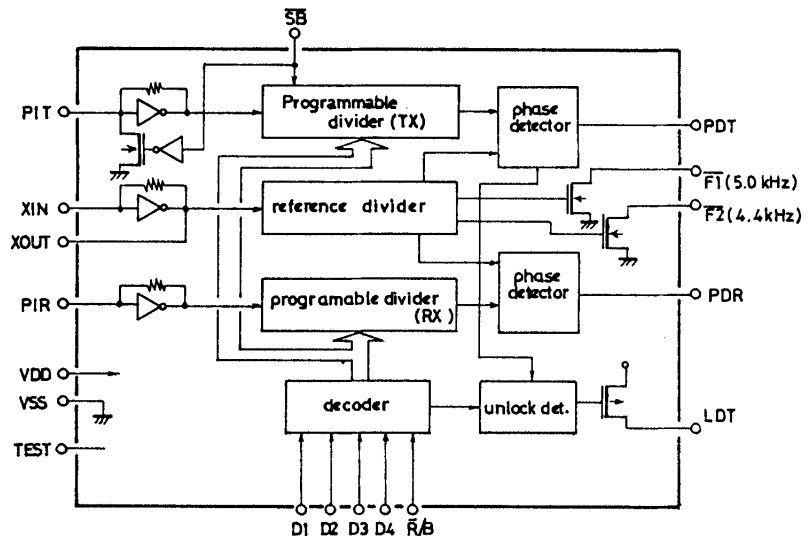 SB
PIT
Programmable
divider (TX)
phase
detector
PDT
F1 (5.0 kHz)
XIN
reference divider
F2 (4.4kHz)
XOUT
phase
detector
PIR
programable divider
(RX)
PDR
VDD
VSS
decoder
unlock det.
LDT
TEST
D1 D2 D3 D4 R/B